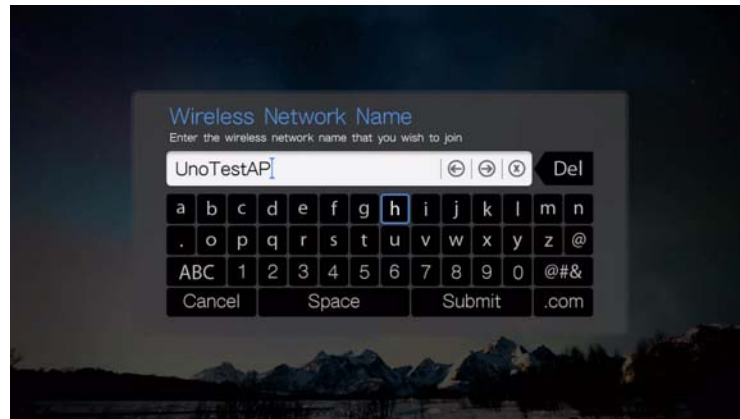 Wireless Network Name
Enter the wireless network name that you wish to join
UnoTestAP
Del
a b c d e f g h i j k l m n
. o p q r s t u v w x y z @
ABC 1 2 3 4 5 6 7 8 9 0 @#&
Cancel Space Submit .com